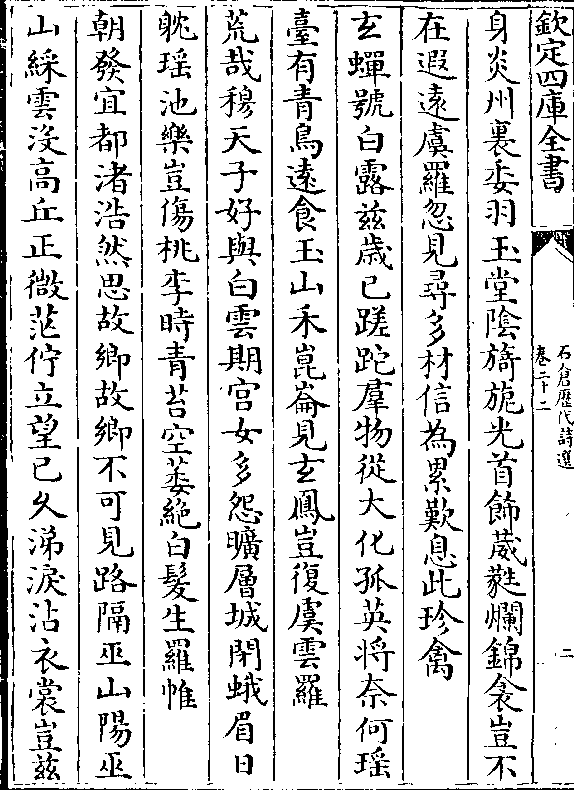 欽定四庫全書
石倉歷代詩選
卷二十二
二
身炎州裏委羽玉堂陰旖旎光首飾葳蕤爛錦衾豈不
在遐遠虞羅忽見尋多材信為累歎息此珍禽
玄蟬號白露兹歳已蹉跎羣物從大化孤英将奈何瑶
臺有青鳥逺食玉山禾崑崙見玄鳳豈復虞雲羅
荒哉穆天子好與白雲期宫女多怨曠層城閉蛾眉日
躭瑶池樂豈傷桃李時青苔空萎絶白髮生羅帷
朝發宜都渚浩然思故鄉故鄉不可見路隔巫山陽巫
山綵雲没高丘正微茫佇立望已久涕淚沾衣裳豈兹